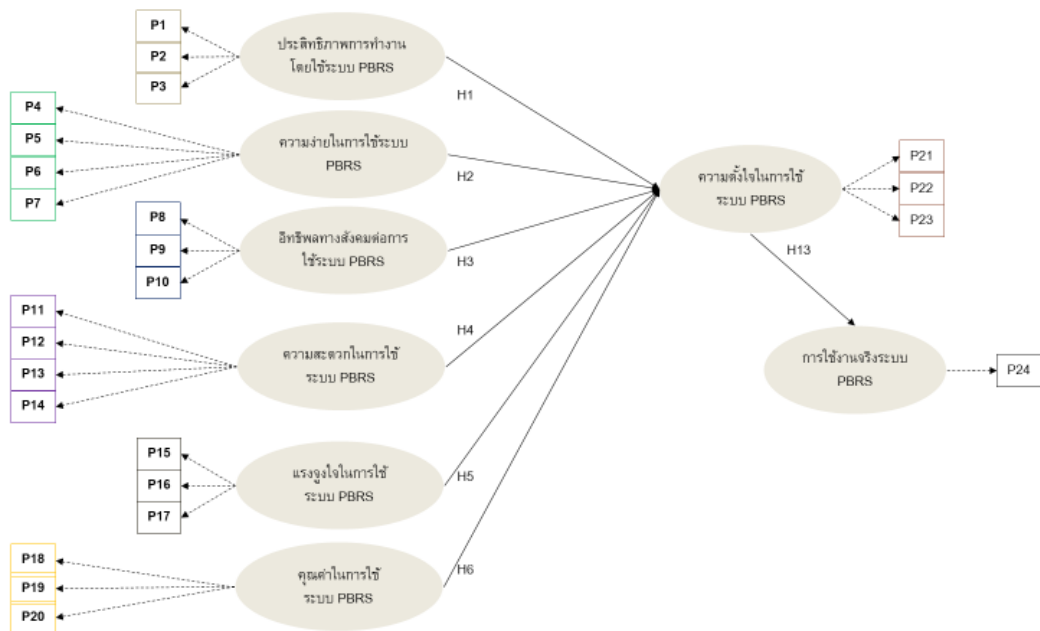 P1
P2
P3
ประสิทธิภาพการทำงาน
โดยใช้ระบบ PBRS
H1
P4
P5
P6
P7
ความง่ายในการใช้ระบบ
PBRS
H2
P8
P9
P10
อิทธิพลทางสังคมต่อการ
ใช้ระบบ PBRS
H3
P11
P12
P13
P14
ความสะดวกในการใช้
ระบบ PBRS
H4
P15
P16
P17
แรงจูงใจในการใช้
ระบบ PBRS
H5
P18
P19
P20
คุณค่าในการใช้
ระบบ PBRS
H6
ความตั้งใจในการใช้
ระบบ PBRS
P21
P22
P23
H13
การใช้งานจริงระบบ
PBRS
P24